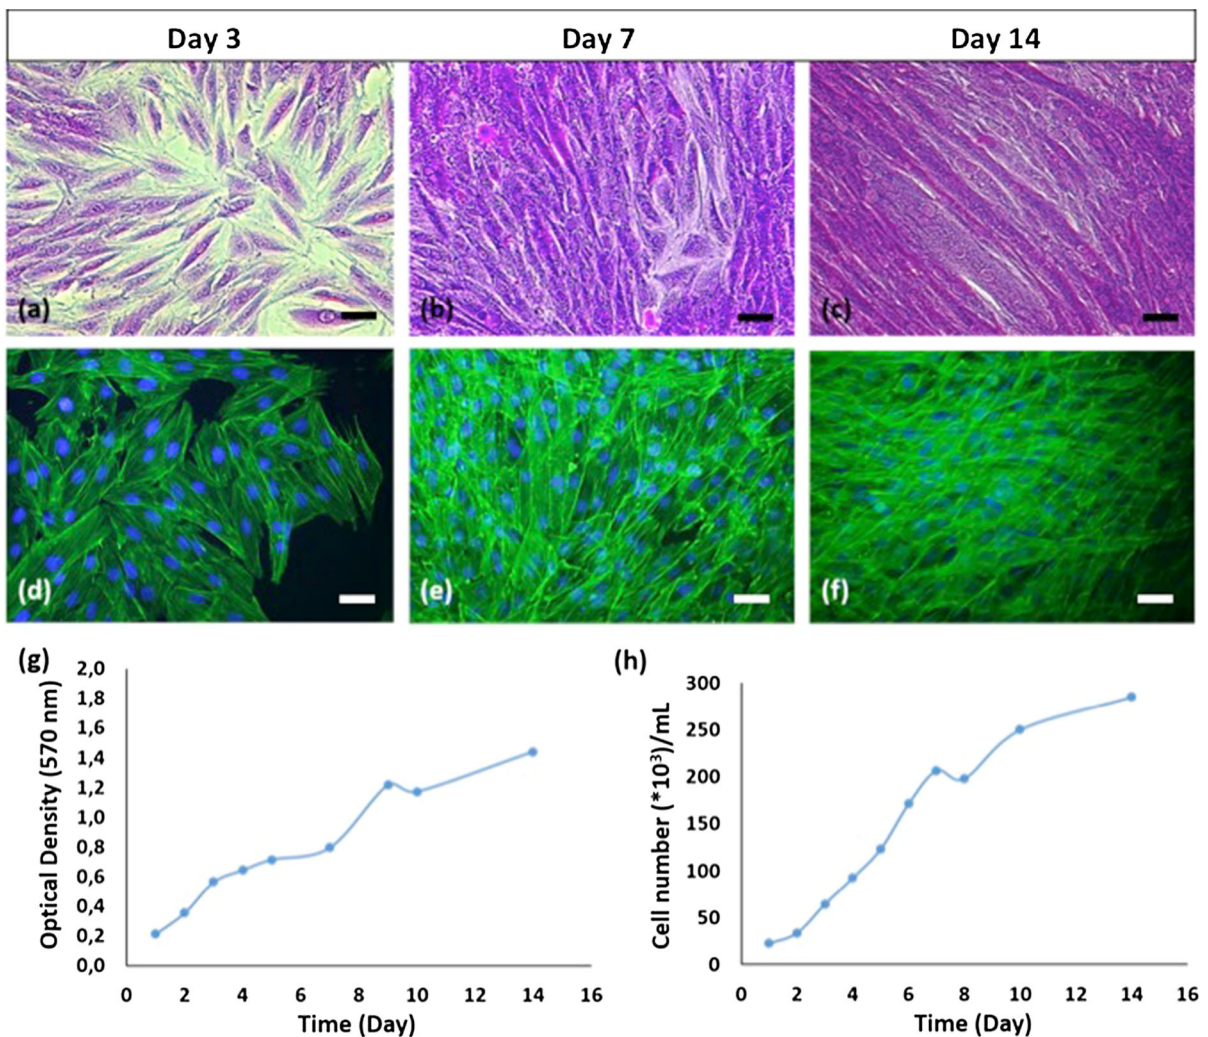 Day 3 Day 7 Day 14
(a) (b) (c)
(d) (e) (f)
(g)
2,0
1,8
1,6
1,4
1,2
1,0
0,8
0,6
0,4
0,2
0,0
Optical Density (570 nm)
0 2 4 6 8 10 12 14 16
Time (Day)
(h)
300
250
200
150
100
50
0
Cell number (*10³)/mL
0 2 4 6 8 10 12 14 16
Time (Day)